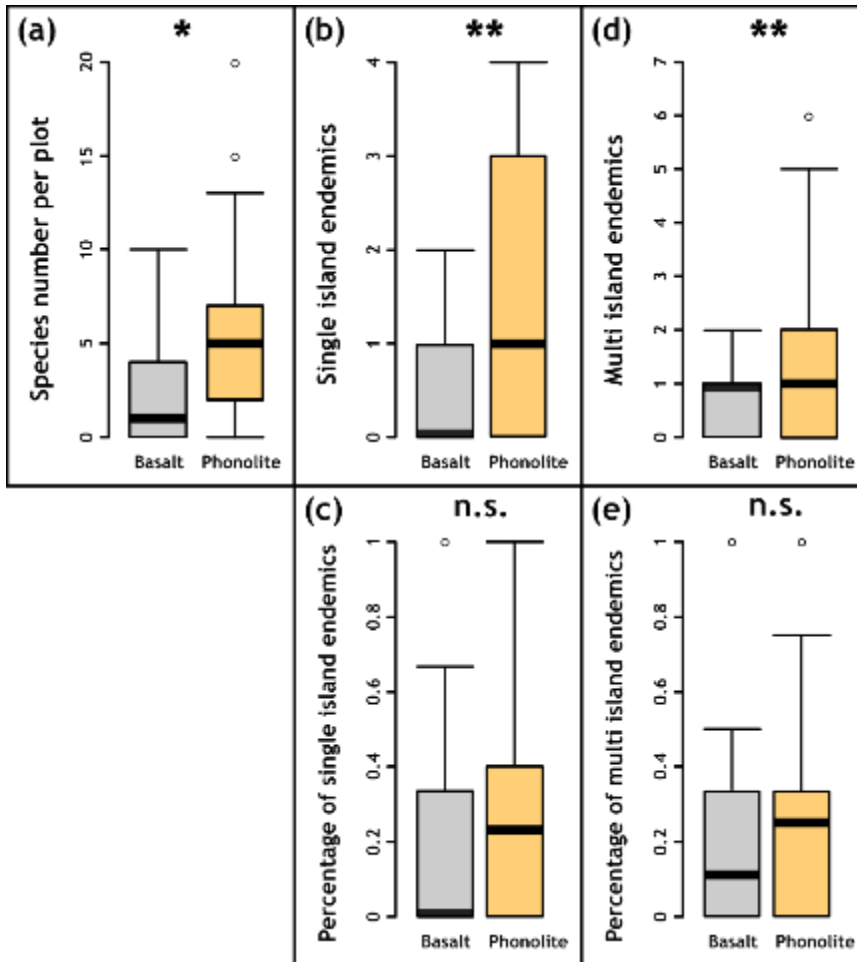 (a)
*
Species number per plot
20
15
10
5
0
Basalt Phonolite
(b)
**
Single island endemics
4
3
2
1
0
Basalt Phonolite
(d)
**
Multi island endemics
7
6
5
4
3
2
1
0
Basalt Phonolite
(c)
n.s.
Percentage of single island endemics
1
0.8
0.6
0.4
0.2
0
Basalt Phonolite
(e)
n.s.
Percentage of multi island endemics
1
0.8
0.6
0.4
0.2
0
Basalt Phonolite